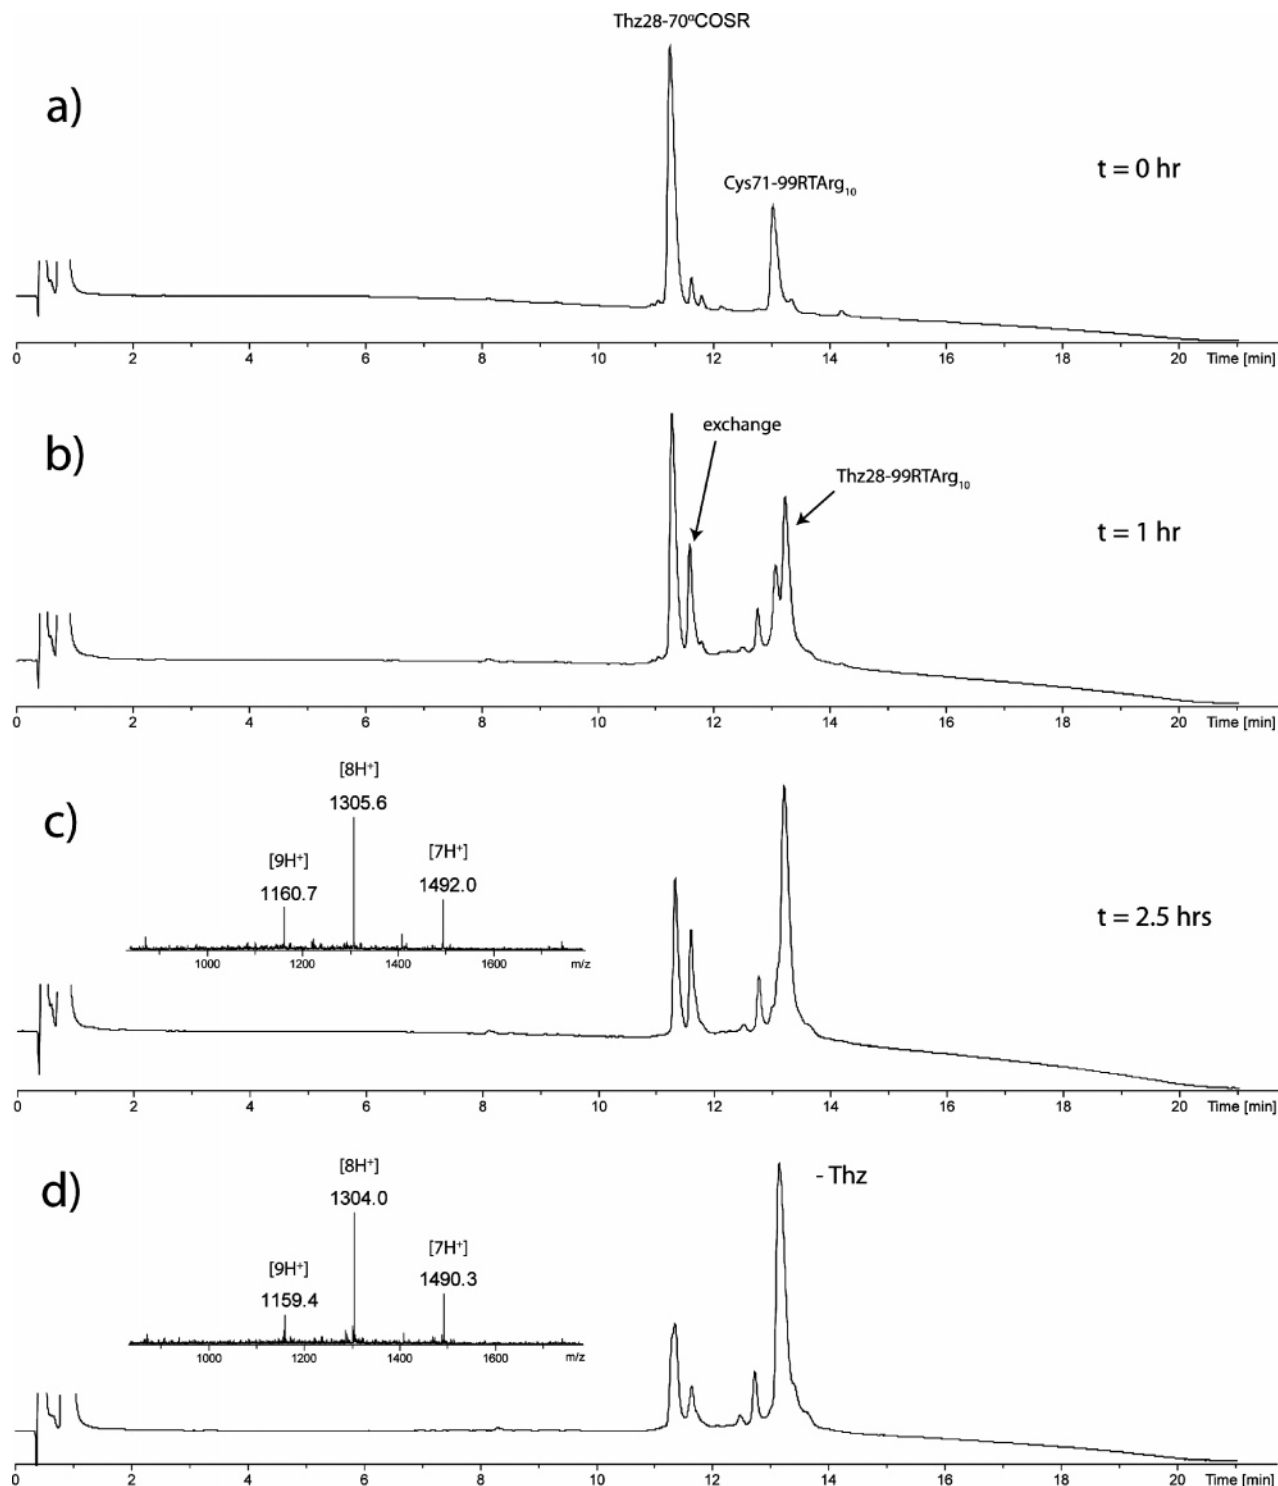 Thz28-70ᵅCOSR
a)
t = 0 hr
Cys71-99RTArg₁₀
0 2 4 6 8 10 12 14 16 18 20 Time [min]
exchange
b)
Thz28-99RTArg₁₀
t = 1 hr
0 2 4 6 8 10 12 14 16 18 20 Time [min]
[8H⁺]
1305.6
c)
[9H⁺]
[7H⁺]
1160.7
1492.0
t = 2.5 hrs
1000 1200 1400 1600 m/z
0 2 4 6 8 10 12 14 16 18 20 Time [min]
[8H⁺]
- Thz
d)
1304.0
[7H⁺]
[9H⁺]
1490.3
1159.4
1000 1200 1400 1600 m/z
0 2 4 6 8 10 12 14 16 18 20 Time [min]